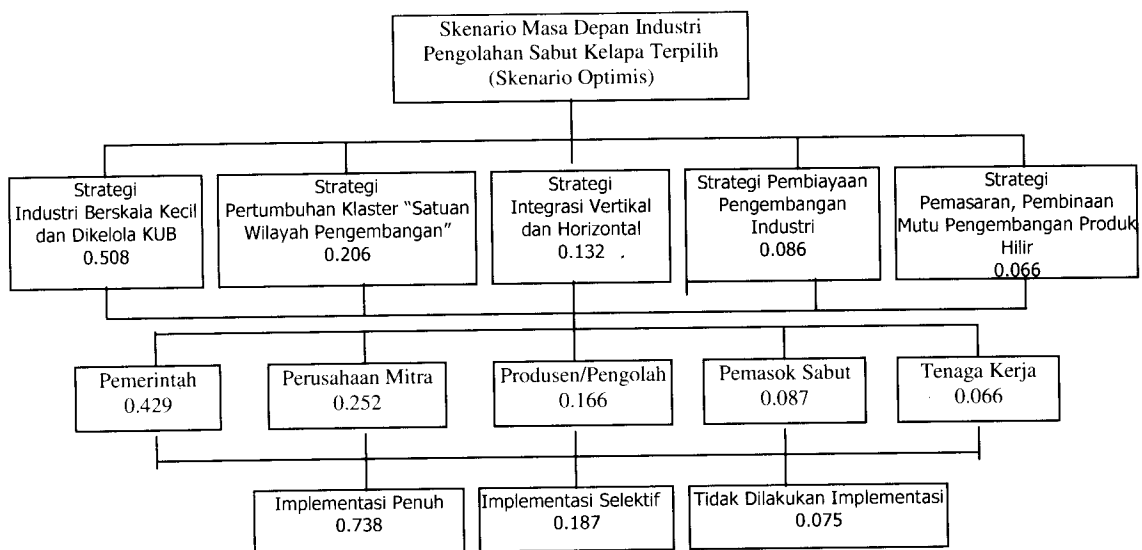 Skenario Masa Depan Industri
Pengolahan Sabut Kelapa Terpilih
(Skenario Optimis)
Strategi
Industri Berskala Kecil
dan Dikelola KUB
0.508
Strategi
Pertumbuhan Klaster “Satuan
Wilayah Pengembangan”
0.206
Strategi
Integrasi Vertikal
dan Horizontal
0.132
Strategi Pembiayaan
Pengembangan
Industri
0.086
Strategi
Pemasaran, Pembinaan
Mutu Pengembangan Produk
Hilir
0.066
Pemerintah
0.429
Perusahaan Mitra
0.252
Produsen/Pengolah
0.166
Pemasok Sabut
0.087
Tenaga Kerja
0.066
Implementasi Penuh
0.738
Implementasi Selektif
0.187
Tidak Dilakukan Implementasi
0.075